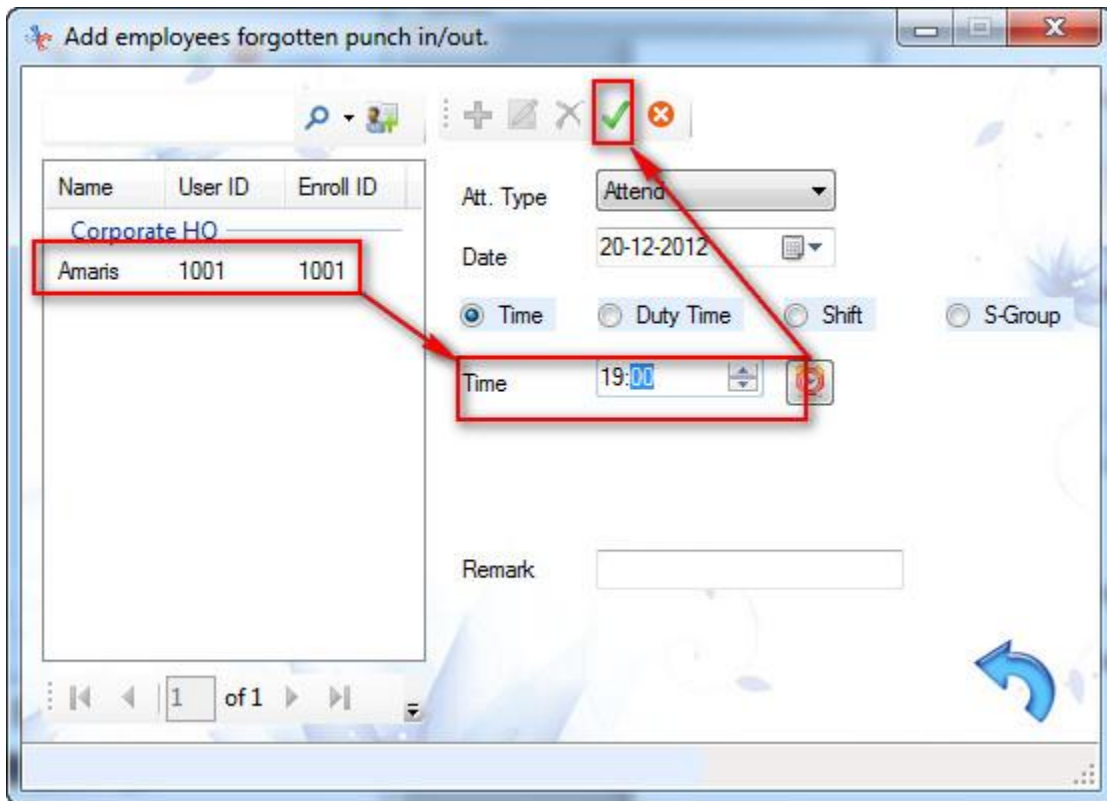 Add employees forgotten punch in/out.
Name User ID Enroll ID
Corporate HO
Amaris 1001 1001
1 of 1
Att. Type Attend
Date 20-12-2012
Time Duty Time Shift S-Group
Time 19:00
Remark